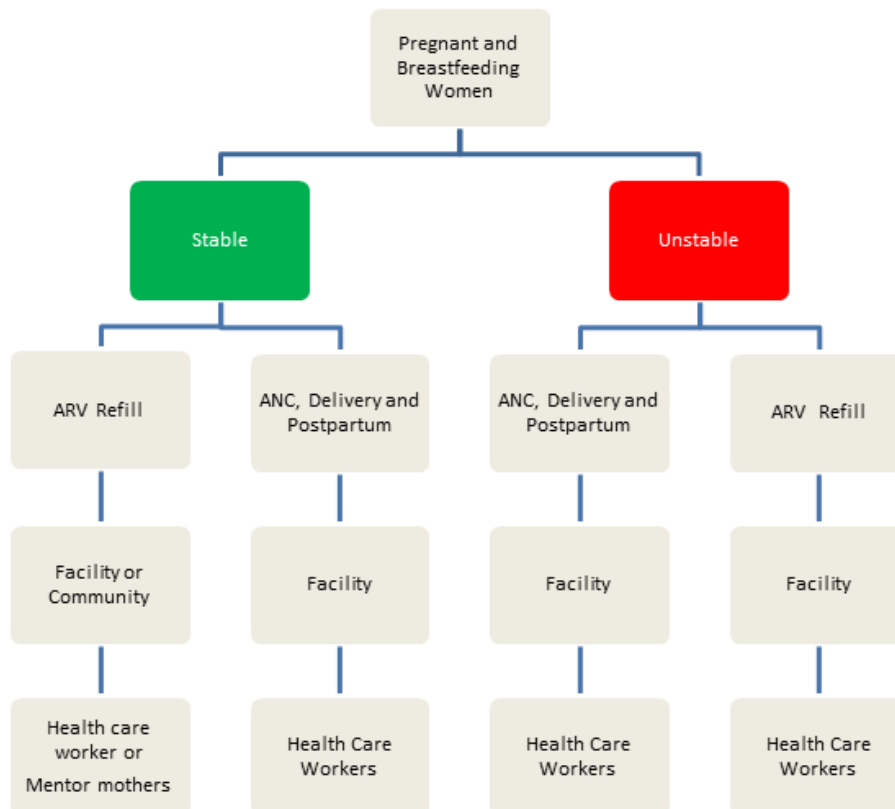 Pregnant and
Breastfeeding
Women
Stable
Unstable
ARV Refill
ANC, Delivery and
Postpartum
ANC, Delivery and
Postpartum
ARV Refill
Facility or
Community
Facility
Facility
Facility
Health care
worker or
Mentor mothers
Health Care
Workers
Health Care
Workers
Health Care
Workers